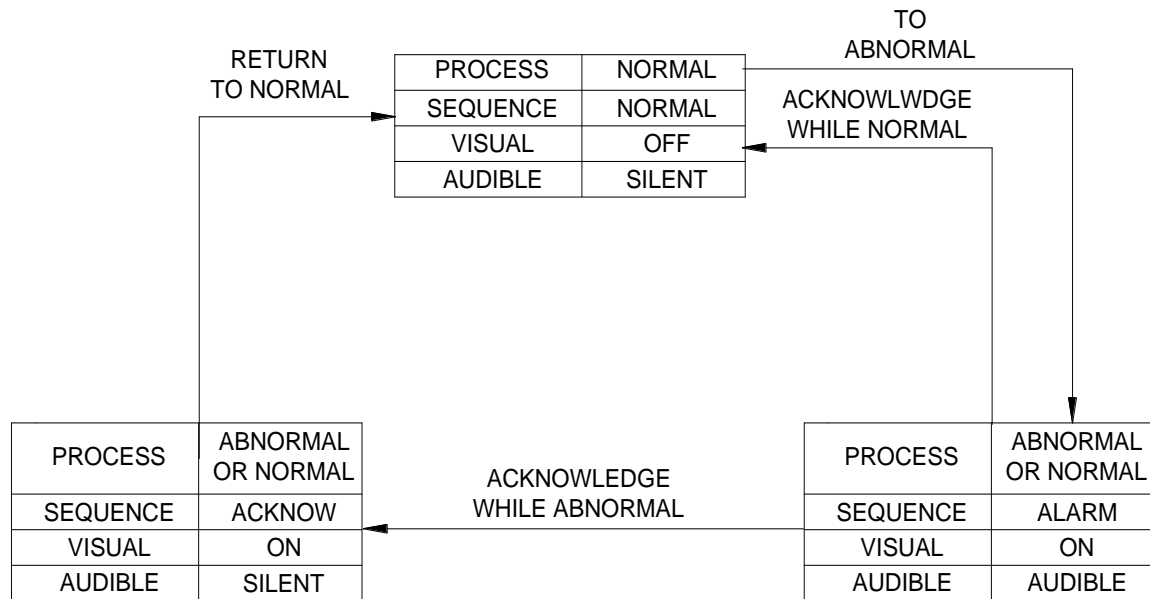 TO
ABNORMAL
RETURN
TO NORMAL
PROCESS NORMAL
SEQUENCE NORMAL
VISUAL OFF
AUDIBLE SILENT
ACKNOWLWDGE
WHILE NORMAL
PROCESS ABNORMAL
OR NORMAL
SEQUENCE ACKNOW
VISUAL ON
AUDIBLE SILENT
ACKNOWLEDGE
WHILE ABNORMAL
PROCESS ABNORMAL
OR NORMAL
SEQUENCE ALARM
VISUAL ON
AUDIBLE AUDIBLE